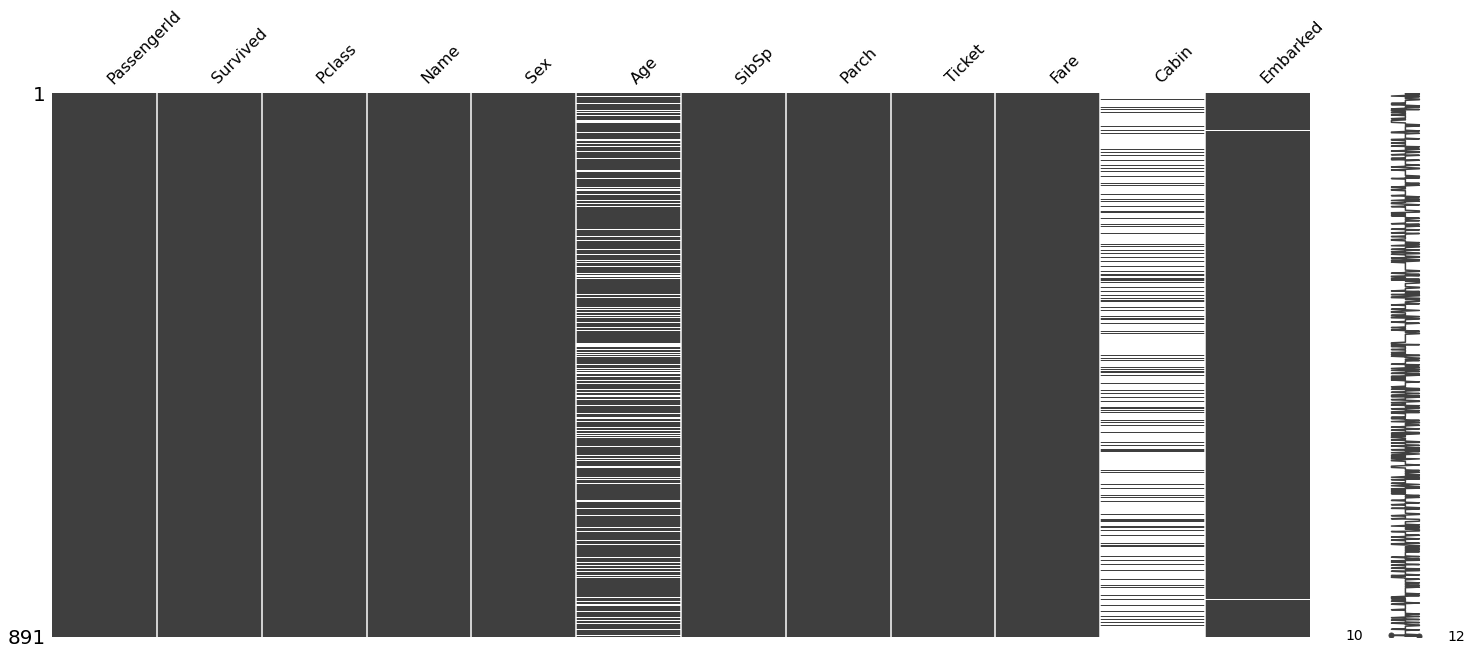 PassengerId Survived Pclass Name Sex Age SibSp Parch Ticket Fare Cabin Embarked
1
891
10 12